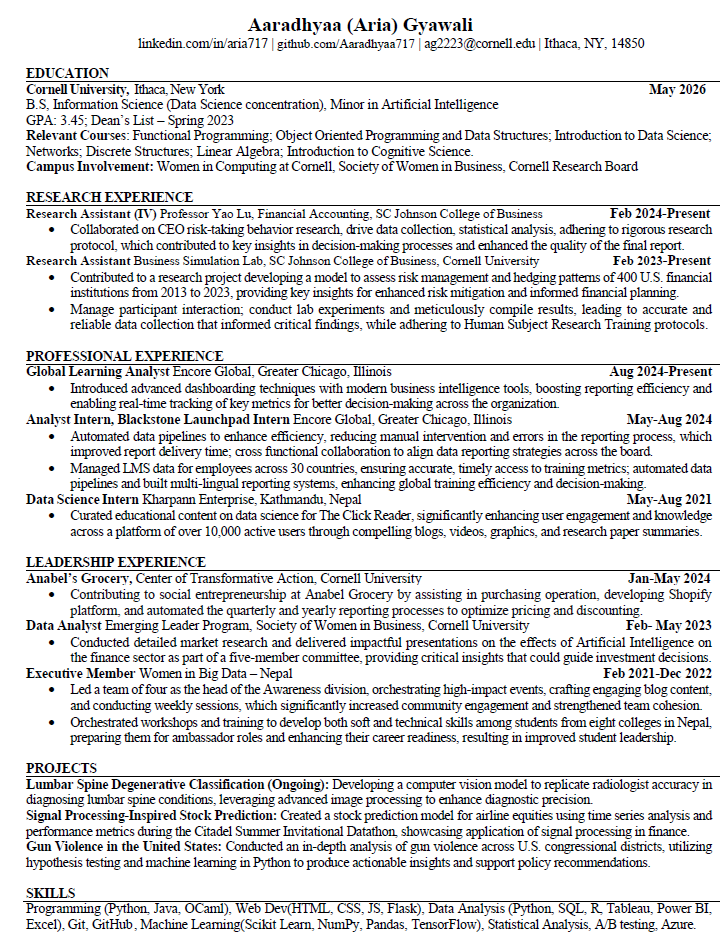 Aaradhyaa (Aria) Gyawali
linkedin.com/in/aria717 | github.com/Aaradhyaa717 | ag2223@cornell.edu | Ithaca, NY, 14850
EDUCATION
Cornell University, Ithaca, New York May 2026
B.S, Information Science (Data Science concentration), Minor in Artificial Intelligence
GPA: 3.45; Dean's List – Spring 2023
Relevant Courses: Functional Programming; Object Oriented Programming and Data Structures; Introduction to Data Science;
Networks; Discrete Structures; Linear Algebra; Introduction to Cognitive Science.
Campus Involvement: Women in Computing at Cornell, Society of Women in Business, Cornell Research Board
RESEARCH EXPERIENCE
Research Assistant (IV) Professor Yao Lu, Financial Accounting, SC Johnson College of Business Feb 2024-Present
• Collaborated on CEO risk-taking behavior research, drive data collection, statistical analysis, adhering to rigorous research
protocol, which contributed to key insights in decision-making processes and enhanced the quality of the final report.
Research Assistant Business Simulation Lab, SC Johnson College of Business, Cornell University Feb 2023-Present
• Contributed to a research project developing a model to assess risk management and hedging patterns of 400 U.S. financial
institutions from 2013 to 2023, providing key insights for enhanced risk mitigation and informed financial planning.
• Manage participant interaction; conduct lab experiments and meticulously compile results, leading to accurate and
reliable data collection that informed critical findings, while adhering to Human Subject Research Training protocols.
PROFESSIONAL EXPERIENCE
Global Learning Analyst Encore Global, Greater Chicago, Illinois Aug 2024-Present
• Introduced advanced dashboarding techniques with modern business intelligence tools, boosting reporting efficiency and
enabling real-time tracking of key metrics for better decision-making across the organization.
Analyst Intern, Blackstone Launchpad Intern Encore Global, Greater Chicago, Illinois May-Aug 2024
• Automated data pipelines to enhance efficiency, reducing manual intervention and errors in the reporting process, which
improved report delivery time; cross functional collaboration to align data reporting strategies across the board.
• Managed LMS data for employees across 30 countries, ensuring accurate, timely access to training metrics; automated data
pipelines and built multi-lingual reporting systems, enhancing global training efficiency and decision-making.
Data Science Intern Kharpann Enterprise, Kathmandu, Nepal May-Aug 2021
• Curated educational content on data science for The Click Reader, significantly enhancing user engagement and knowledge
across a platform of over 10,000 active users through compelling blogs, videos, graphics, and research paper summaries.
LEADERSHIP EXPERIENCE
Anabel's Grocery, Center of Transformative Action, Cornell University Jan-May 2024
• Contributing to social entrepreneurship at Anabel Grocery by assisting in purchasing operation, developing Shopify
platform, and automated the quarterly and yearly reporting processes to optimize pricing and discounting.
Data Analyst Emerging Leader Program, Society of Women in Business, Cornell University Feb- May 2023
• Conducted detailed market research and delivered impactful presentations on the effects of Artificial Intelligence on
the finance sector as part of a five-member committee, providing critical insights that could guide investment decisions.
Executive Member Women in Big Data – Nepal Feb 2021-Dec 2022
• Led a team of four as the head of the Awareness division, orchestrating high-impact events, crafting engaging blog content,
and conducting weekly sessions, which significantly increased community engagement and strengthened team cohesion.
• Orchestrated workshops and training to develop both soft and technical skills among students from eight colleges in Nepal,
preparing them for ambassador roles and enhancing their career readiness, resulting in improved student leadership.
PROJECTS
Lumbar Spine Degenerative Classification (Ongoing): Developing a computer vision model to replicate radiologist accuracy in
diagnosing lumbar spine conditions, leveraging advanced image processing to enhance diagnostic precision.
Signal Processing-Inspired Stock Prediction: Created a stock prediction model for airline equities using time series analysis and
performance metrics during the Citadel Summer Invitational Datathon, showcasing application of signal processing in finance.
Gun Violence in the United States: Conducted an in-depth analysis of gun violence across U.S. congressional districts, utilizing
hypothesis testing and machine learning in Python to produce actionable insights and support policy recommendations.
SKILLS
Programming (Python, Java, OCaml), Web Dev(HTML, CSS, JS, Flask), Data Analysis (Python, SQL, R, Tableau, Power BI,
Excel), Git, GitHub, Machine Learning(Scikit Learn, NumPy, Pandas, TensorFlow), Statistical Analysis, A/B testing, Azure.